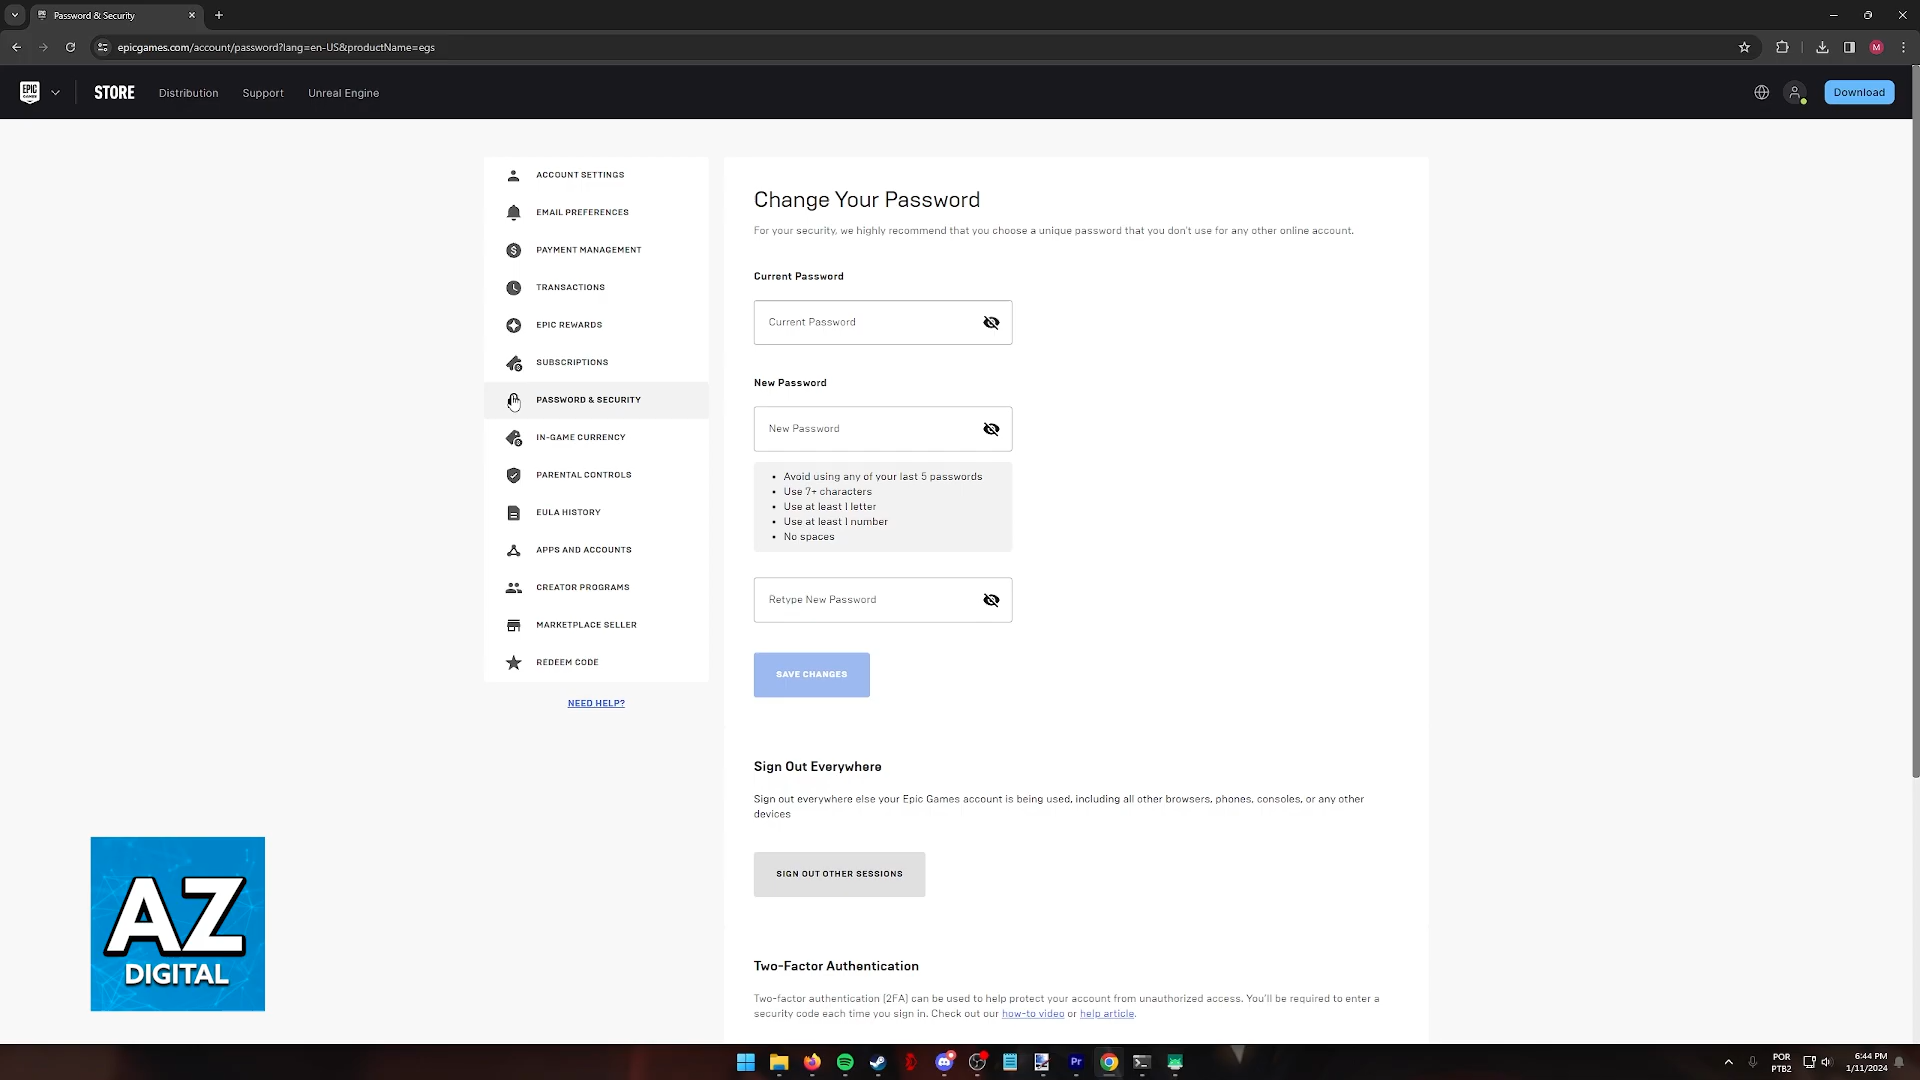 Password & Security
epicgames.com/account/password?lang=en-US&productName=egs
M
EPIC
GAMES
STORE
Distribution
Support
Unreal Engine
Download
ACCOUNT SETTINGS
EMAIL PREFERENCES
PAYMENT MANAGEMENT
TRANSACTIONS
EPIC REWARDS
SUBSCRIPTIONS
PASSWORD & SECURITY
IN-GAME CURRENCY
PARENTAL CONTROLS
EULA HISTORY
APPS AND ACCOUNTS
CREATOR PROGRAMS
MARKETPLACE SELLER
REDEEM CODE
NEED HELP?
Change Your Password
For your security, we highly recommend that you choose a unique password that you don't use for any other online account.
Current Password
Current Password
New Password
New Password
• Avoid using any of your last 5 passwords
• Use 7+ characters
• Use at least 1 letter
• Use at least 1 number
• No spaces
Retype New Password
SAVE CHANGES
Sign Out Everywhere
Sign out everywhere else your Epic Games account is being used, including all other browsers, phones, consoles, or any other
devices
SIGN OUT OTHER SESSIONS
Two-Factor Authentication
Two-factor authentication [2FA] can be used to help protect your account from unauthorized access. You'll be required to enter a
security code each time you sign in. Check out our how-to video or help article.
AZ
DIGITAL
Pr
POR
PTB2
6:44 PM
1/11/2024